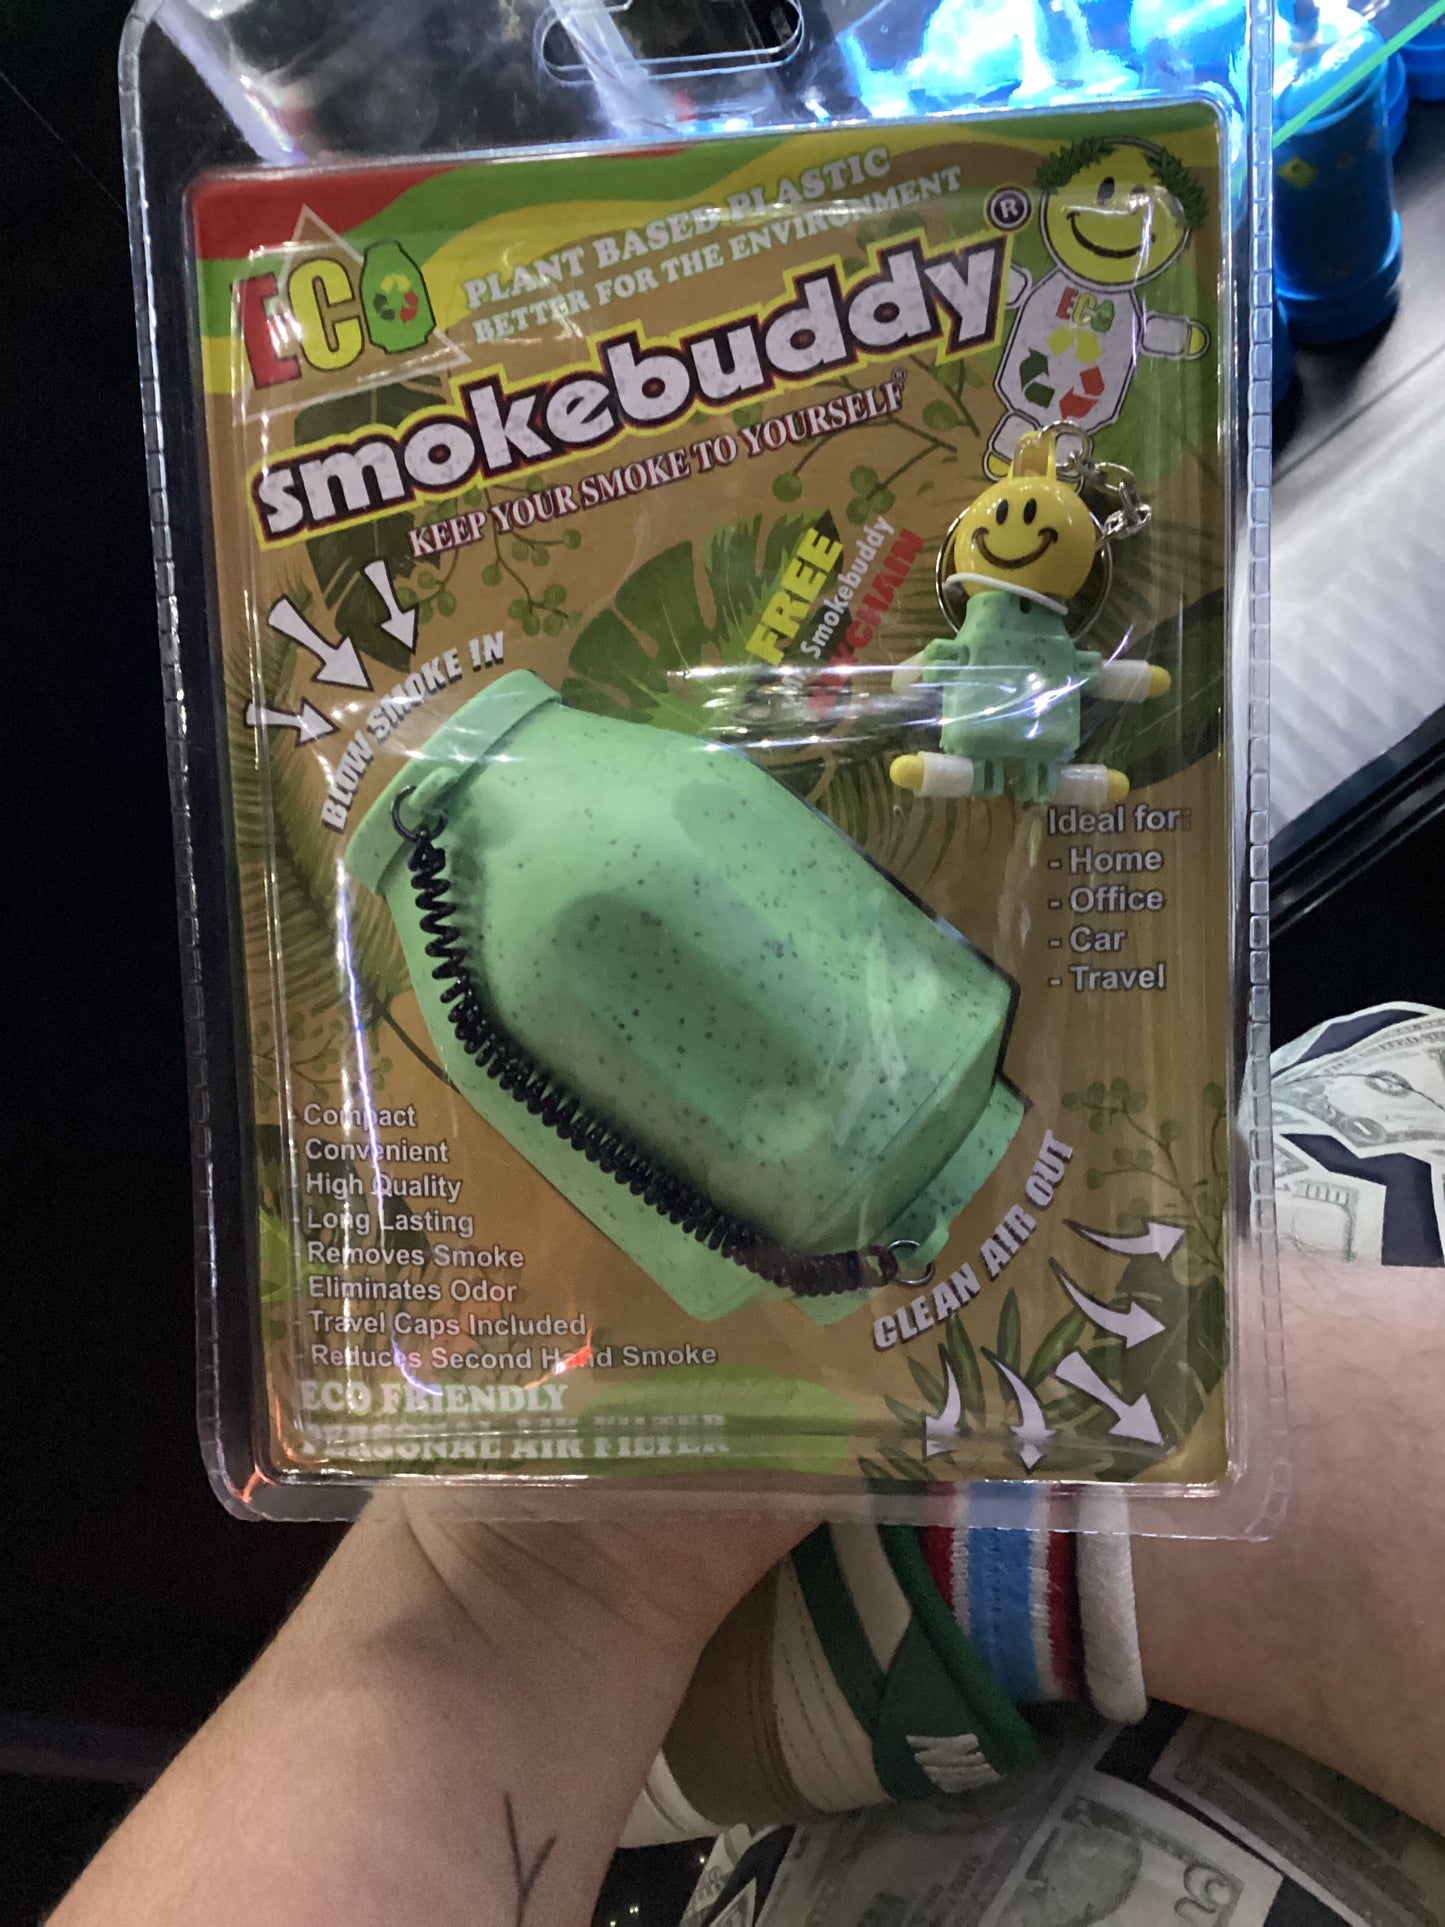 ECO
PLANT BASED PLASTIC
BETTER FOR THE ENVIRONMENT
smokebuddy®
KEEP YOUR SMOKE TO YOURSELF®
ECO
FREE
Smokebuddy
KEYCHAIN
BLOW SMOKE IN
Ideal for:
- Home
- Office
- Car
- Travel
- Compact
- Convenient
- High Quality
- Long Lasting
- Removes Smoke
- Eliminates Odor
- Travel Caps Included
- Reduces Second Hand Smoke
ECO FRIENDLY
PERSONAL AIR FILTER
CLEAN AIR OUT